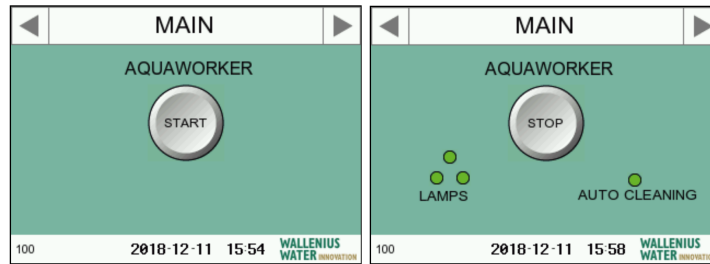 MAIN
AQUAWORKER
START
100 2018-12-11 15:54 WALLENIUS
WATER INNOVATION
MAIN
AQUAWORKER
STOP
LAMPS
AUTO CLEANING
100 2018-12-11 15:58 WALLENIUS
WATER INNOVATION